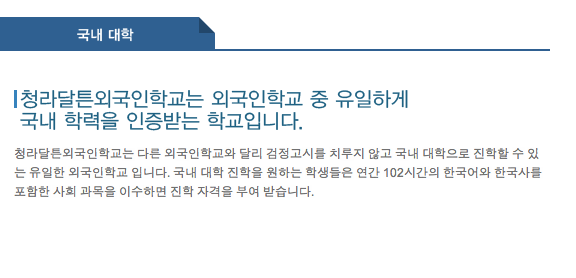 국내 대학
청라달튼외국인학교는 외국인학교 중 유일하게
국내 학력을 인증받는 학교입니다.
청라달튼외국인학교는 다른 외국인학교와 달리 검정고시를 치루지 않고 국내 대학으로 진학할 수 있
는 유일한 외국인학교 입니다. 국내 대학 진학을 원하는 학생들은 연간 102시간의 한국어와 한국사를
포함한 사회 과목을 이수하면 진학 자격을 부여 받습니다.